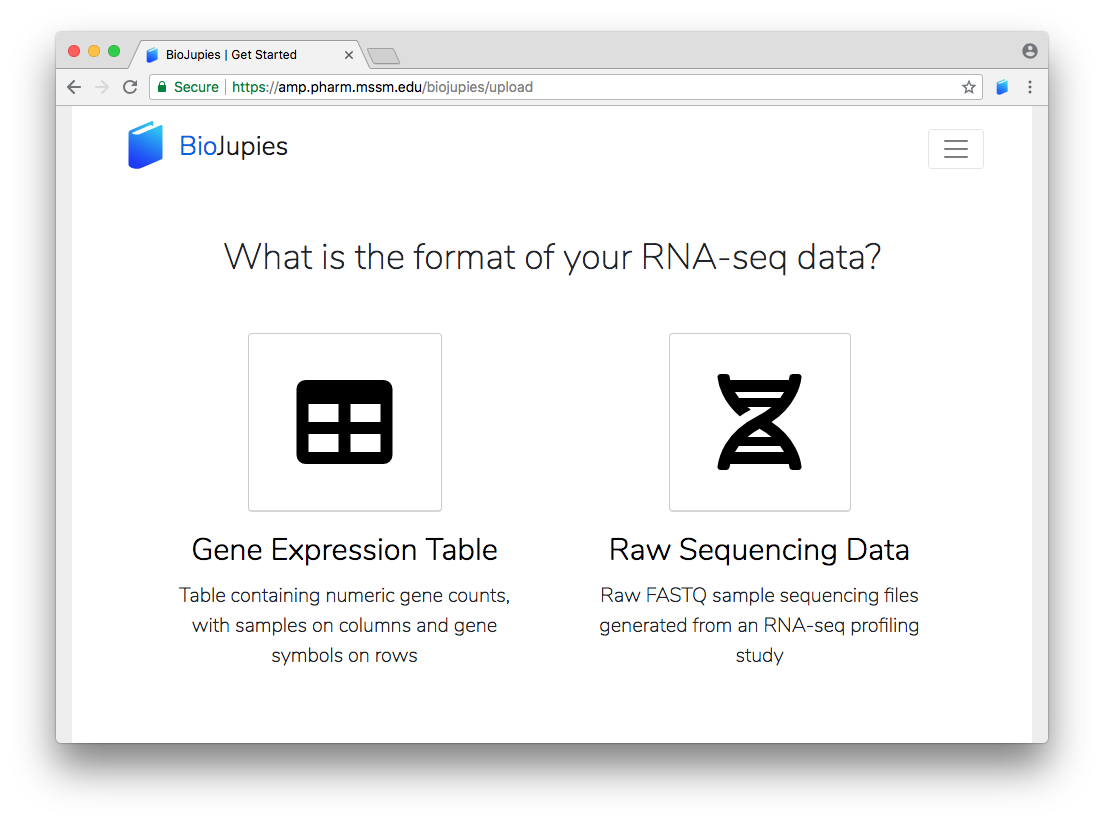 BioJupies | Get Started
Secure https://amp.pharm.mssm.edu/biojupies/upload
BioJupies
What is the format of your RNA-seq data?
Gene Expression Table
Table containing numeric gene counts,
with samples on columns and gene
symbols on rows
Raw Sequencing Data
Raw FASTQ sample sequencing files
generated from an RNA-seq profiling
study